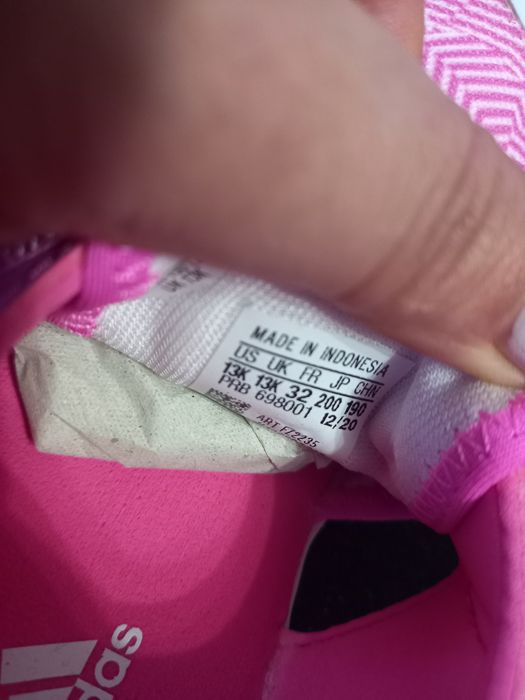 MADE IN INDONESIA
US UK FR JP CHN
13K 13K 32 200 190
PRB 698001 12/20
ART FZ2235
adidas